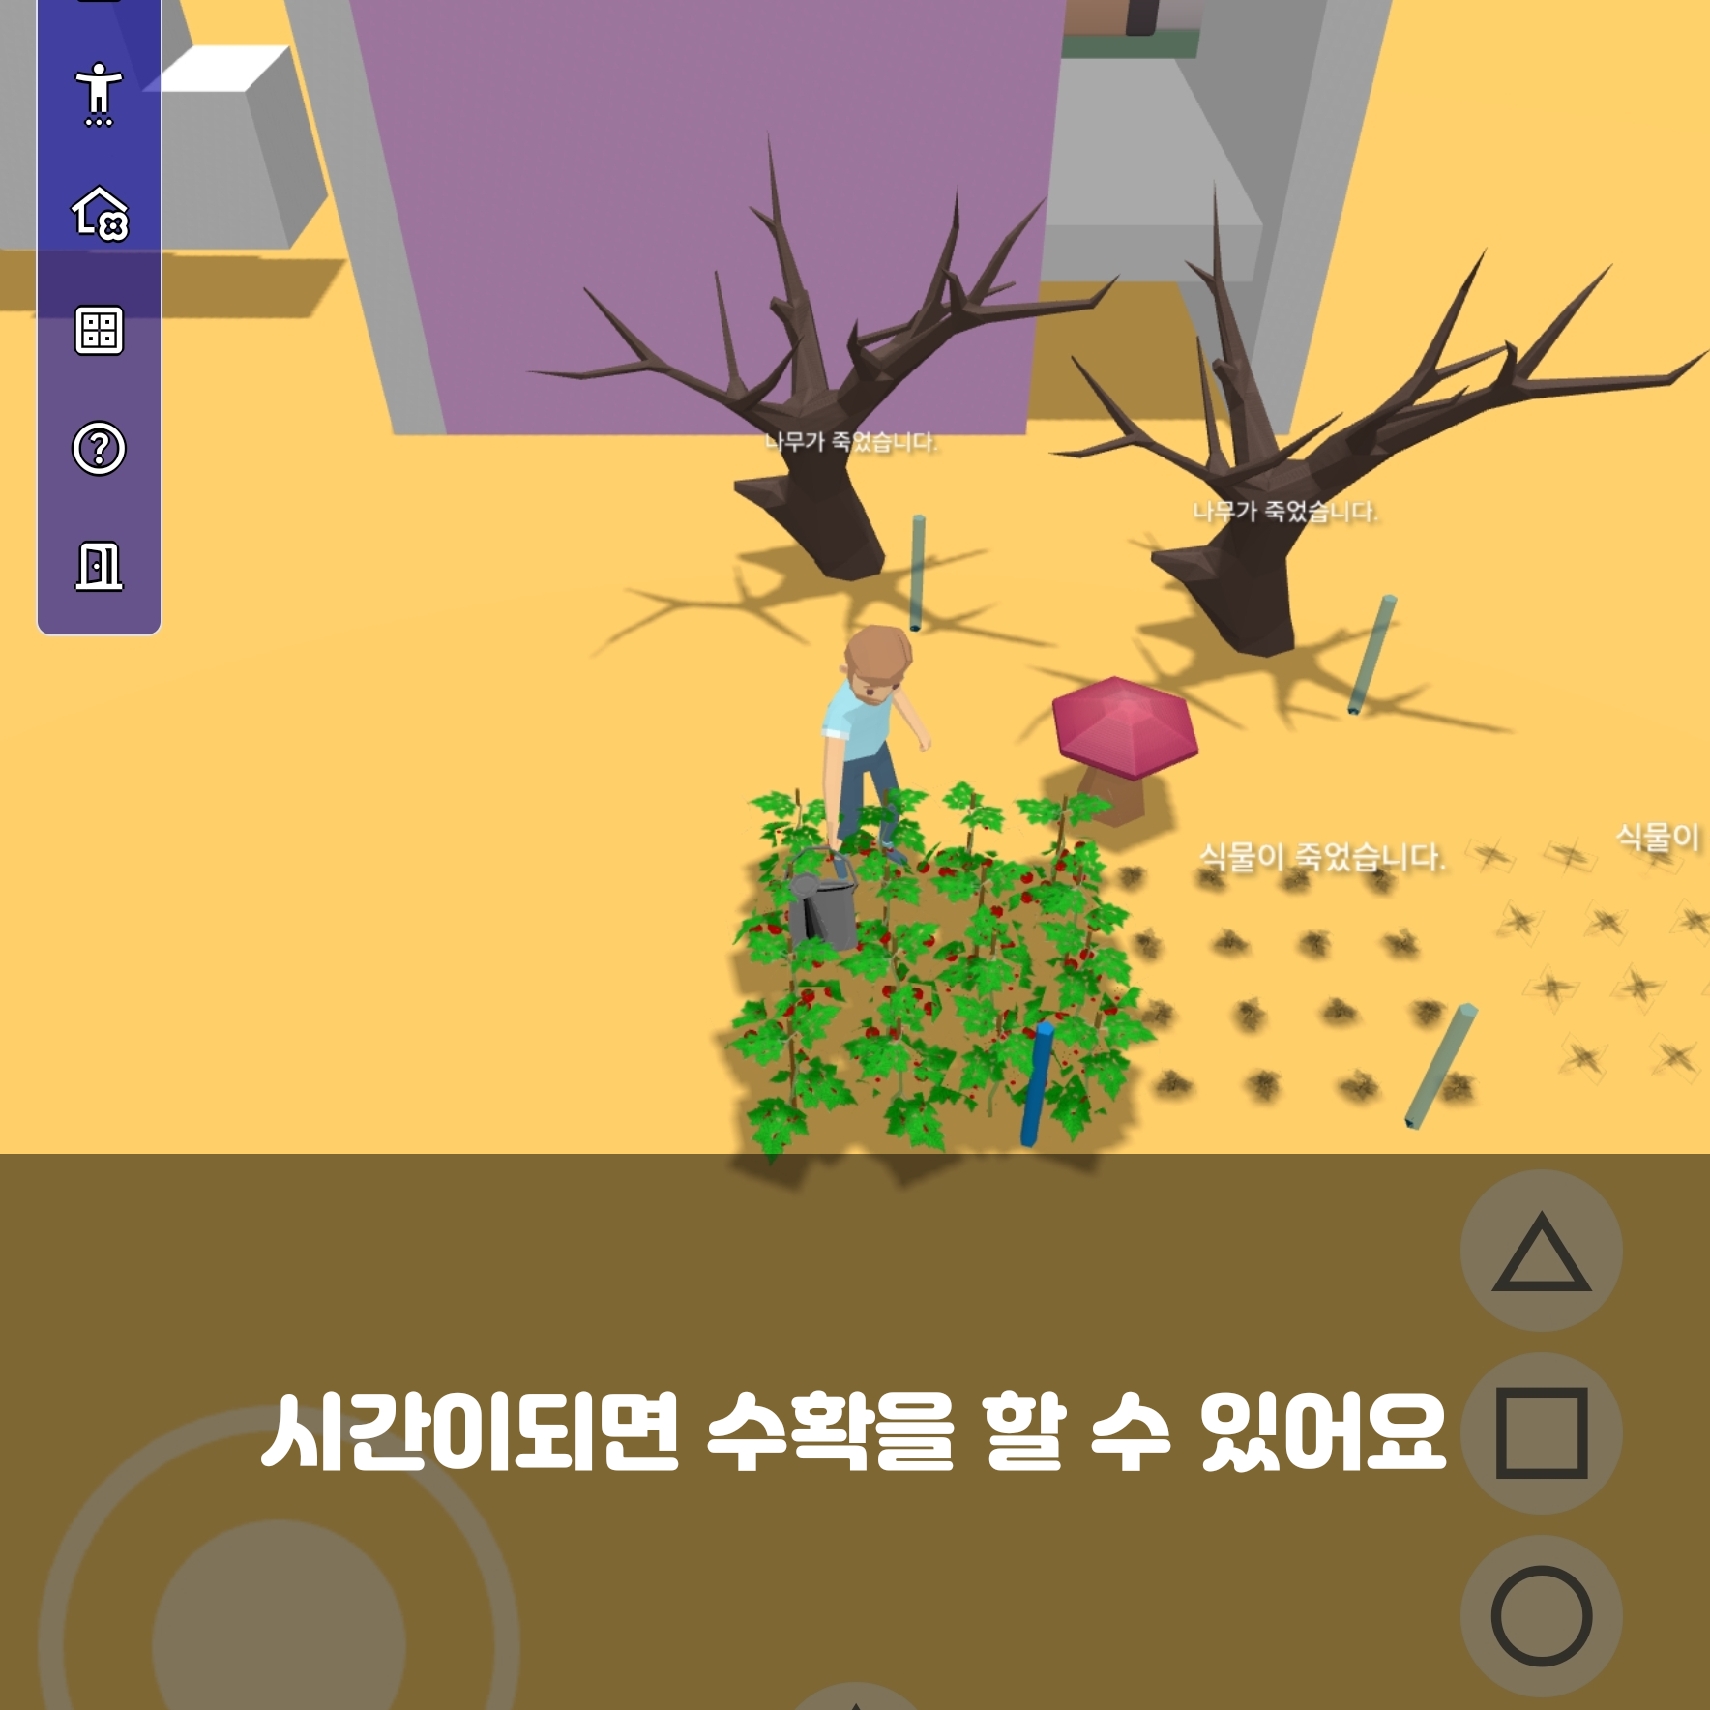 나무가 죽었습니다.
나무가 죽었습니다.
식물이
식물이 죽었습니다.
시간이되면 수확을 할 수 있어요